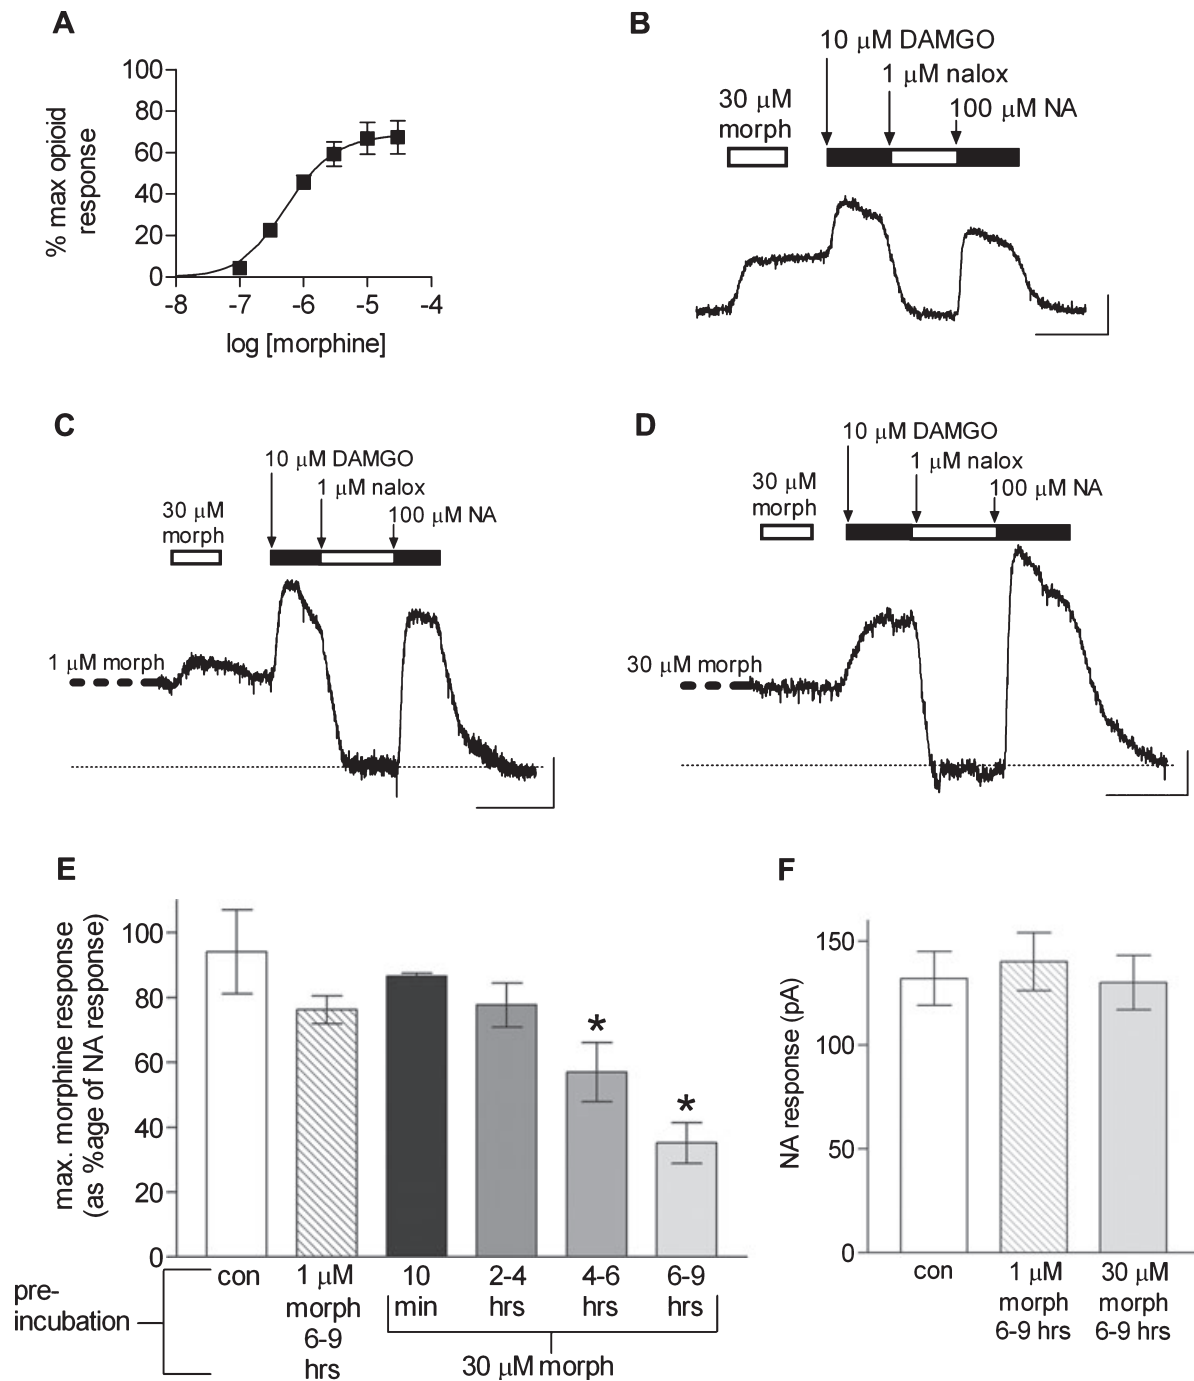 A
100
80
60
40
20
0
% max opioid
response
-8 -7 -6 -5 -4
log [morphine]
B
10 µM DAMGO
1 µM nalox
100 µM NA
30 µM
morph
C
10 µM DAMGO
1 µM nalox
100 µM NA
30 µM
morph
1 µM morph
D
10 µM DAMGO
1 µM nalox
100 µM NA
30 µM
morph
30 µM morph
E
max. morphine response
(as %age of NA response)
100
80
60
40
20
0
*
*
pre-
incubation
con
1 µM
morph
6-9
hrs
10
min
2-4
hrs
4-6
hrs
6-9
hrs
30 µM morph
F
NA response (pA)
150
100
50
0
con
1 µM
morph
6-9 hrs
30 µM
morph
6-9 hrs